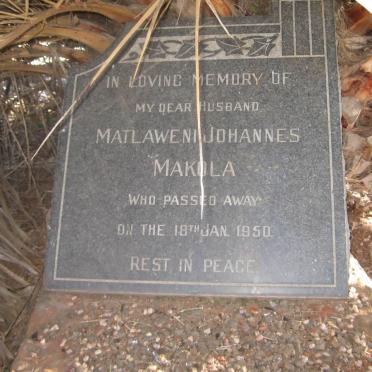 IN LOVING MEMORY OF
MY DEAR HUSBAND
MATLAWENI JOHANNES
MAKOLA
WHO PASSED AWAY
ON THE 18TH JAN. 1950.
REST IN PEACE